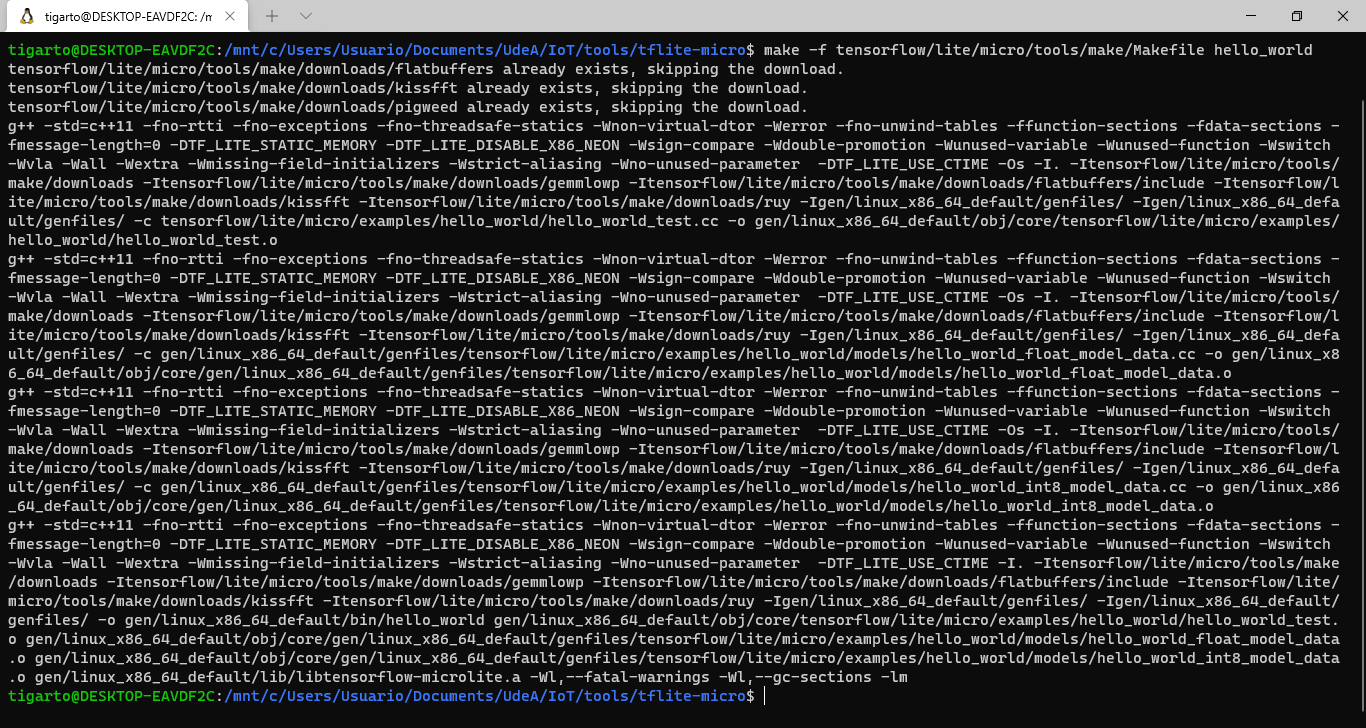 tigarto@DESKTOP-EAVDF2C: /m
tigarto@DESKTOP-EAVDF2C:/mnt/c/Users/Usuario/Documents/UdeA/IoT/tools/tflite-micro$ make -f tensorflow/lite/micro/tools/make/Makefile hello_world
tensorflow/lite/micro/tools/make/downloads/flatbuffers already exists, skipping the download.
tensorflow/lite/micro/tools/make/downloads/kissfft already exists, skipping the download.
tensorflow/lite/micro/tools/make/downloads/pigweed already exists, skipping the download.
g++ -std=c++11 -fno-rtti -fno-exceptions -fno-threadsafe-statics -Wnon-virtual-dtor -Werror -fno-unwind-tables -ffunction-sections -fdata-sections -
fmessage-length=0 -DTF_LITE_STATIC_MEMORY -DTF_LITE_DISABLE_X86_NEON -Wsign-compare -Wdouble-promotion -Wunused-variable -Wunused-function -Wswitch
-Wvla -Wall -Wextra -Wmissing-field-initializers -Wstrict-aliasing -Wno-unused-parameter  -DTF_LITE_USE_CTIME -Os -I. -Itensorflow/lite/micro/tools/
make/downloads -Itensorflow/lite/micro/tools/make/downloads/gemmlowp -Itensorflow/lite/micro/tools/make/downloads/flatbuffers/include -Itensorflow/l
ite/micro/tools/make/downloads/kissfft -Itensorflow/lite/micro/tools/make/downloads/ruy -Igen/linux_x86_64_default/genfiles/ -Igen/linux_x86_64_defa
ult/genfiles/ -c tensorflow/lite/micro/examples/hello_world/hello_world_test.cc -o gen/linux_x86_64_default/obj/core/tensorflow/lite/micro/examples/
hello_world/hello_world_test.o
g++ -std=c++11 -fno-rtti -fno-exceptions -fno-threadsafe-statics -Wnon-virtual-dtor -Werror -fno-unwind-tables -ffunction-sections -fdata-sections -
fmessage-length=0 -DTF_LITE_STATIC_MEMORY -DTF_LITE_DISABLE_X86_NEON -Wsign-compare -Wdouble-promotion -Wunused-variable -Wunused-function -Wswitch
-Wvla -Wall -Wextra -Wmissing-field-initializers -Wstrict-aliasing -Wno-unused-parameter  -DTF_LITE_USE_CTIME -Os -I. -Itensorflow/lite/micro/tools/
make/downloads -Itensorflow/lite/micro/tools/make/downloads/gemmlowp -Itensorflow/lite/micro/tools/make/downloads/flatbuffers/include -Itensorflow/l
ite/micro/tools/make/downloads/kissfft -Itensorflow/lite/micro/tools/make/downloads/ruy -Igen/linux_x86_64_default/genfiles/ -Igen/linux_x86_64_defa
ult/genfiles/ -c gen/linux_x86_64_default/genfiles/tensorflow/lite/micro/examples/hello_world/models/hello_world_float_model_data.cc -o gen/linux_x8
6_64_default/obj/core/gen/linux_x86_64_default/genfiles/tensorflow/lite/micro/examples/hello_world/models/hello_world_float_model_data.o
g++ -std=c++11 -fno-rtti -fno-exceptions -fno-threadsafe-statics -Wnon-virtual-dtor -Werror -fno-unwind-tables -ffunction-sections -fdata-sections -
fmessage-length=0 -DTF_LITE_STATIC_MEMORY -DTF_LITE_DISABLE_X86_NEON -Wsign-compare -Wdouble-promotion -Wunused-variable -Wunused-function -Wswitch
-Wvla -Wall -Wextra -Wmissing-field-initializers -Wstrict-aliasing -Wno-unused-parameter  -DTF_LITE_USE_CTIME -Os -I. -Itensorflow/lite/micro/tools/
make/downloads -Itensorflow/lite/micro/tools/make/downloads/gemmlowp -Itensorflow/lite/micro/tools/make/downloads/flatbuffers/include -Itensorflow/l
ite/micro/tools/make/downloads/kissfft -Itensorflow/lite/micro/tools/make/downloads/ruy -Igen/linux_x86_64_default/genfiles/ -Igen/linux_x86_64_defa
ult/genfiles/ -c gen/linux_x86_64_default/genfiles/tensorflow/lite/micro/examples/hello_world/models/hello_world_int8_model_data.cc -o gen/linux_x86
_64_default/obj/core/gen/linux_x86_64_default/genfiles/tensorflow/lite/micro/examples/hello_world/models/hello_world_int8_model_data.o
g++ -std=c++11 -fno-rtti -fno-exceptions -fno-threadsafe-statics -Wnon-virtual-dtor -Werror -fno-unwind-tables -ffunction-sections -fdata-sections -
fmessage-length=0 -DTF_LITE_STATIC_MEMORY -DTF_LITE_DISABLE_X86_NEON -Wsign-compare -Wdouble-promotion -Wunused-variable -Wunused-function -Wswitch
-Wvla -Wall -Wextra -Wmissing-field-initializers -Wstrict-aliasing -Wno-unused-parameter  -DTF_LITE_USE_CTIME -I. -Itensorflow/lite/micro/tools/make
/downloads -Itensorflow/lite/micro/tools/make/downloads/gemmlowp -Itensorflow/lite/micro/tools/make/downloads/flatbuffers/include -Itensorflow/lite/
micro/tools/make/downloads/kissfft -Itensorflow/lite/micro/tools/make/downloads/ruy -Igen/linux_x86_64_default/genfiles/ -Igen/linux_x86_64_default/
genfiles/ -o gen/linux_x86_64_default/bin/hello_world gen/linux_x86_64_default/obj/core/tensorflow/lite/micro/examples/hello_world/hello_world_test.
o gen/linux_x86_64_default/obj/core/gen/linux_x86_64_default/genfiles/tensorflow/lite/micro/examples/hello_world/models/hello_world_float_model_data
.o gen/linux_x86_64_default/obj/core/gen/linux_x86_64_default/genfiles/tensorflow/lite/micro/examples/hello_world/models/hello_world_int8_model_data
.o gen/linux_x86_64_default/lib/libtensorflow-microlite.a -Wl,--fatal-warnings -Wl,--gc-sections -lm
tigarto@DESKTOP-EAVDF2C:/mnt/c/Users/Usuario/Documents/UdeA/IoT/tools/tflite-micro$